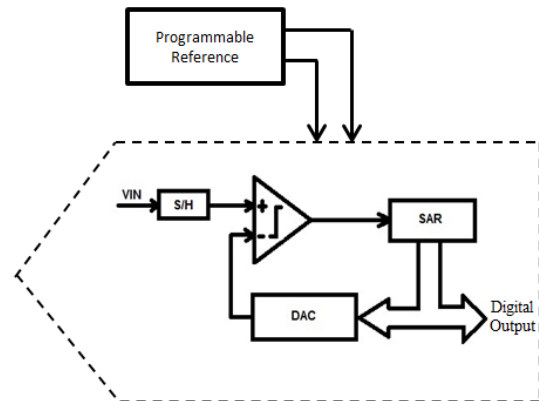 Programmable
Reference
VIN
S/H
+
-
SAR
DAC
Digital
Output